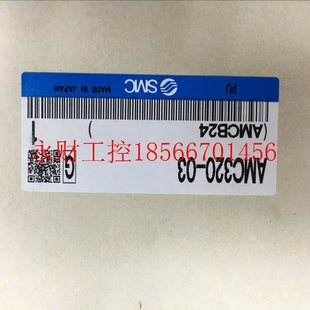 AMC320-03
G
(AMCB24
)
1.
SMC
PU
MADE IN JAPAN
永财工控18566701456